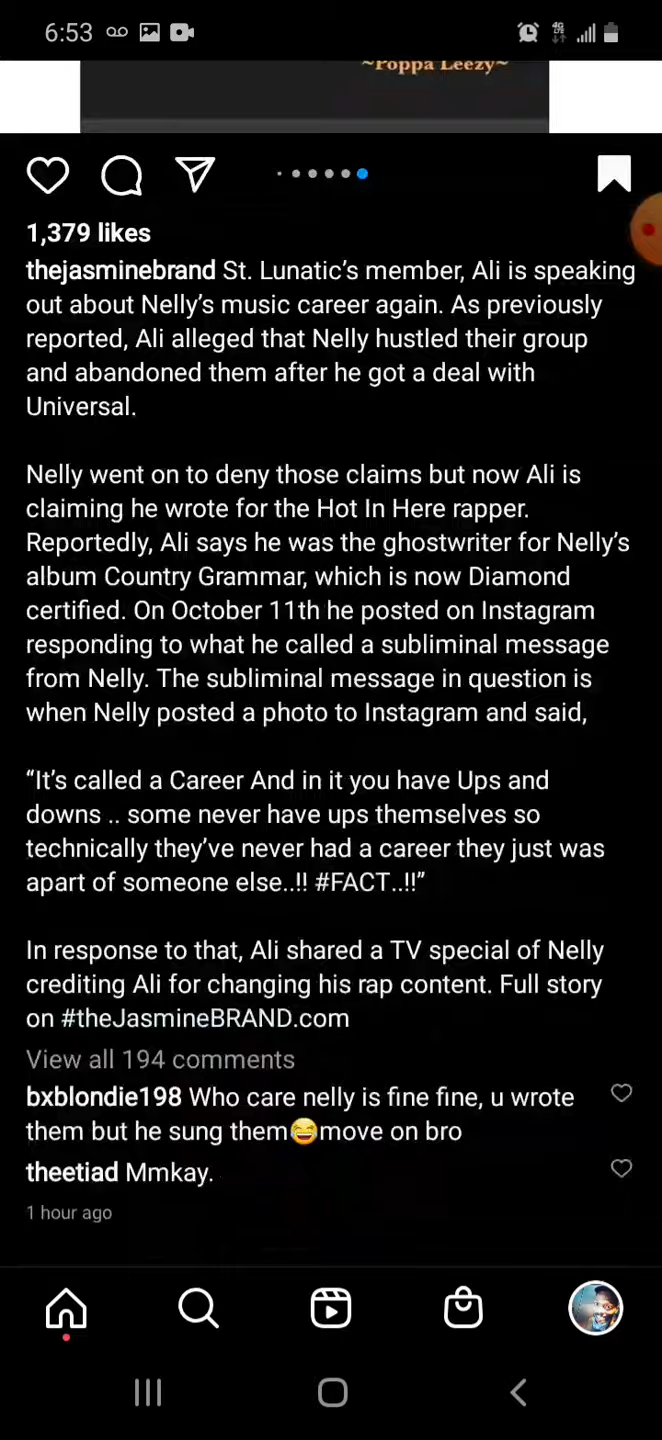 6:53
4G
~Poppa Leezy~
1,379 likes
thejasminebrand St. Lunatic's member, Ali is speaking
out about Nelly's music career again. As previously
reported, Ali alleged that Nelly hustled their group
and abandoned them after he got a deal with
Universal.
Nelly went on to deny those claims but now Ali is
claiming he wrote for the Hot In Here rapper.
Reportedly, Ali says he was the ghostwriter for Nelly's
album Country Grammar, which is now Diamond
certified. On October 11th he posted on Instagram
responding to what he called a subliminal message
from Nelly. The subliminal message in question is
when Nelly posted a photo to Instagram and said,
“It's called a Career And in it you have Ups and
downs .. some never have ups themselves so
technically they've never had a career they just was
apart of someone else..!! #FACT..!!”
In response to that, Ali shared a TV special of Nelly
crediting Ali for changing his rap content. Full story
on #theJasmineBRAND.com
View all 194 comments
bxblondie198 Who care nelly is fine fine, u wrote
them but he sung them😂move on bro
theetiad Mmkay.
1 hour ago